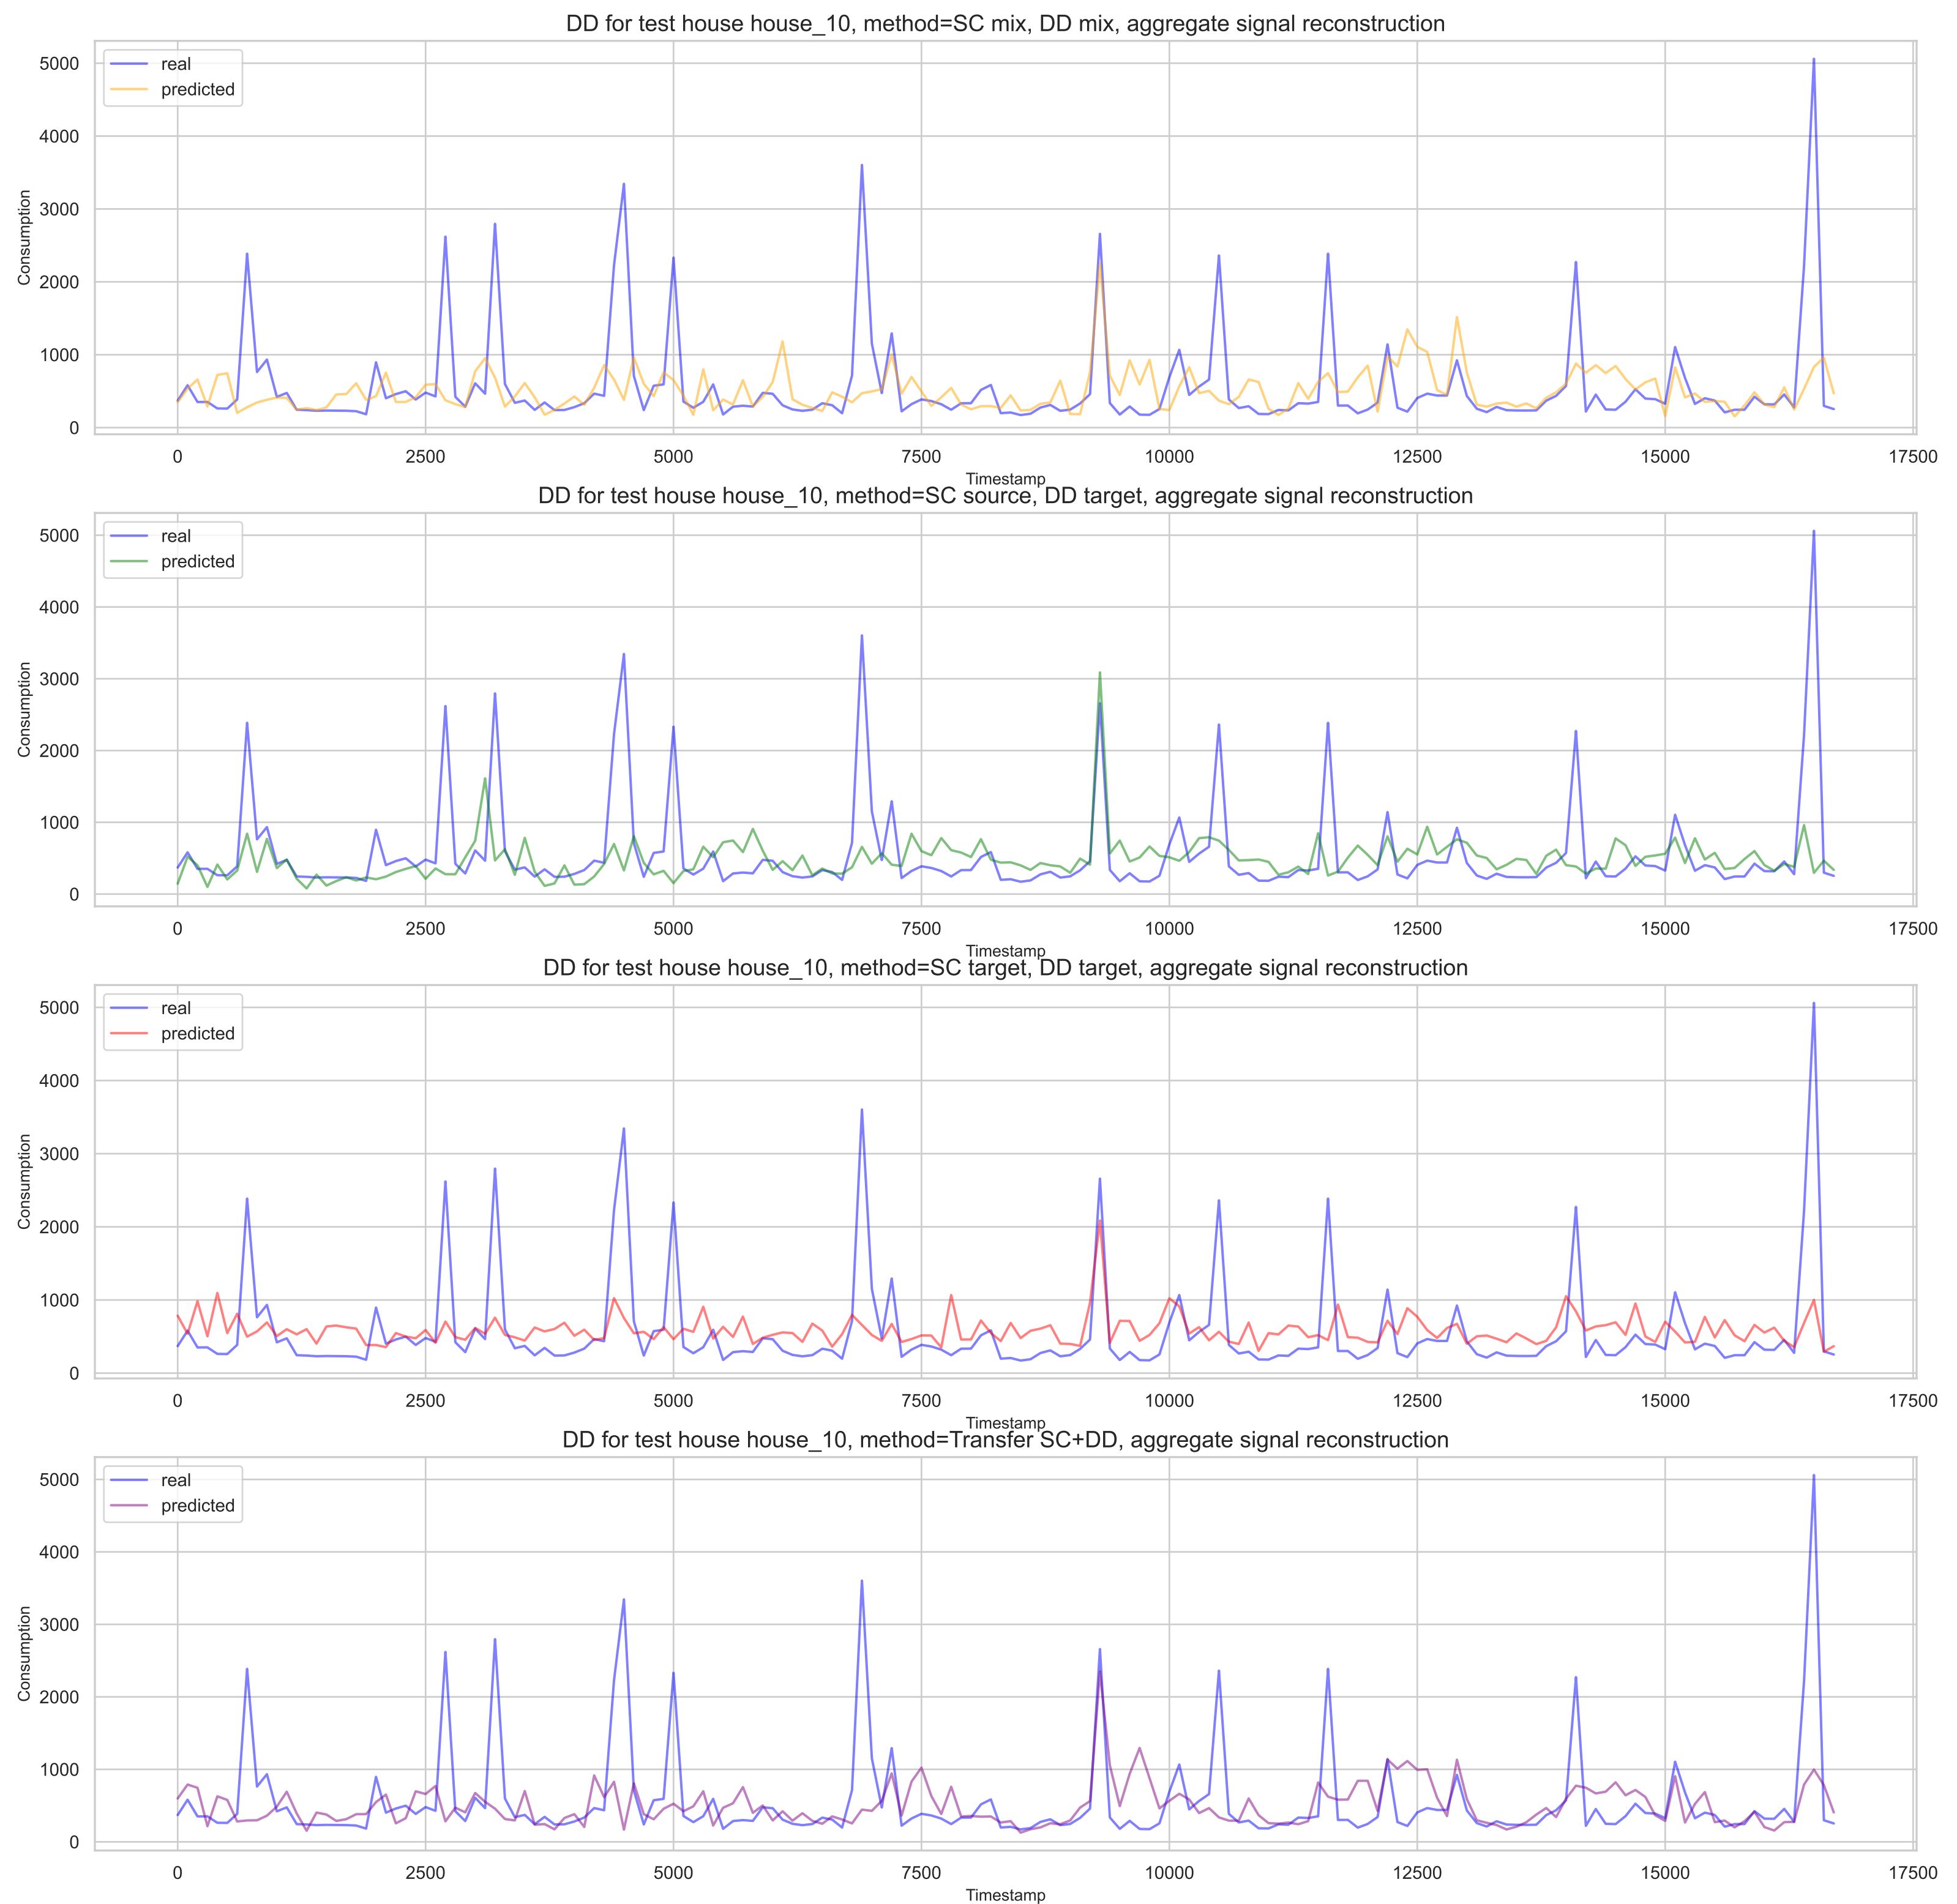 DD for test house house_10, method=SC mix, DD mix, aggregate signal reconstruction
real
predicted
Consumption
5000
4000
3000
2000
1000
0
0 2500 5000 7500 10000 12500 15000 17500
Timestamp
DD for test house house_10, method=SC source, DD target, aggregate signal reconstruction
real
predicted
Consumption
5000
4000
3000
2000
1000
0
0 2500 5000 7500 10000 12500 15000 17500
Timestamp
DD for test house house_10, method=SC target, DD target, aggregate signal reconstruction
real
predicted
Consumption
5000
4000
3000
2000
1000
0
0 2500 5000 7500 10000 12500 15000 17500
Timestamp
DD for test house house_10, method=Transfer SC+DD, aggregate signal reconstruction
real
predicted
Consumption
5000
4000
3000
2000
1000
0
0 2500 5000 7500 10000 12500 15000 17500
Timestamp